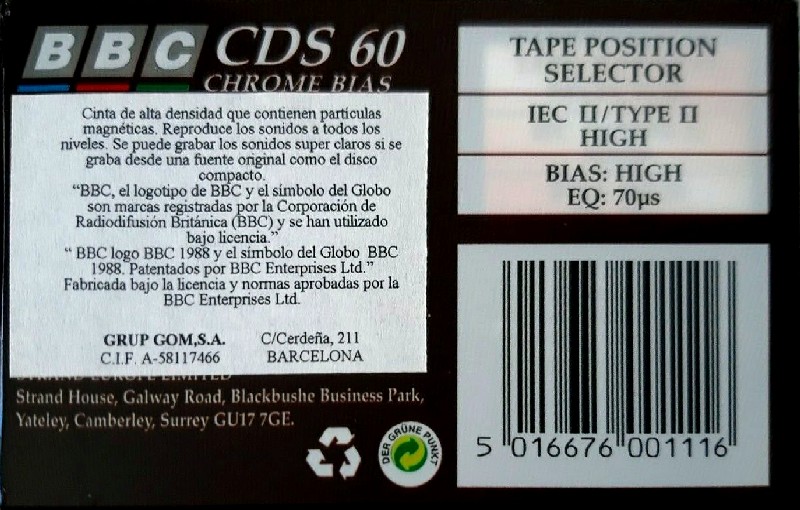 BBC CDS 60
CHROME BIAS
Cinta de alta densidad que contienen partículas
magnéticas. Reproduce los sonidos a todos los
niveles. Se puede grabar los sonidos super claros si se
graba desde una fuente original como el disco
compacto.
“BBC, el logotipo de BBC y el símbolo del Globo
son marcas registradas por la Corporación de
Radiodifusión Británica (BBC) y se han utilizado
bajo licencia.”
“ BBC logo BBC 1988 y el símbolo del Globo BBC
1988. Patentados por BBC Enterprises Ltd.”
Fabricada bajo la licencia y normas aprobadas por la
BBC Enterprises Ltd.
GRUP GOM,S.A. C/Cerdeña, 211
C.I.F. A-58117466 BARCELONA
STRAND EUROPE LIMITED
Strand House, Galway Road, Blackbushe Business Park,
Yateley, Camberley, Surrey GU17 7GE.
DER GRÜNE PUNKT
TAPE POSITION
SELECTOR
IEC II/TYPE II
HIGH
BIAS: HIGH
EQ: 70µs
5 016676 001116